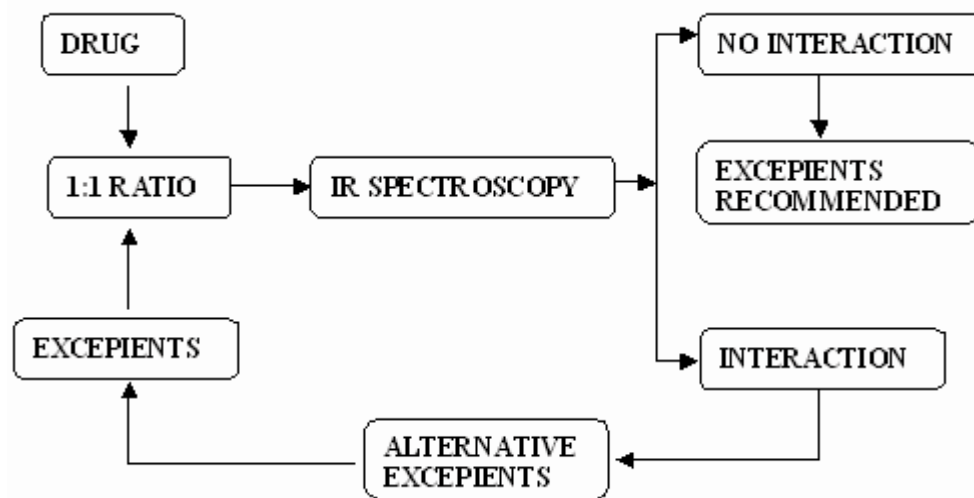 DRUG
NO INTERACTION
1:1 RATIO
IR SPECTROSCOPY
EXCEPIENTS
RECOMMENDED
EXCEPIENTS
INTERACTION
ALTERNATIVE
EXCEPIENTS